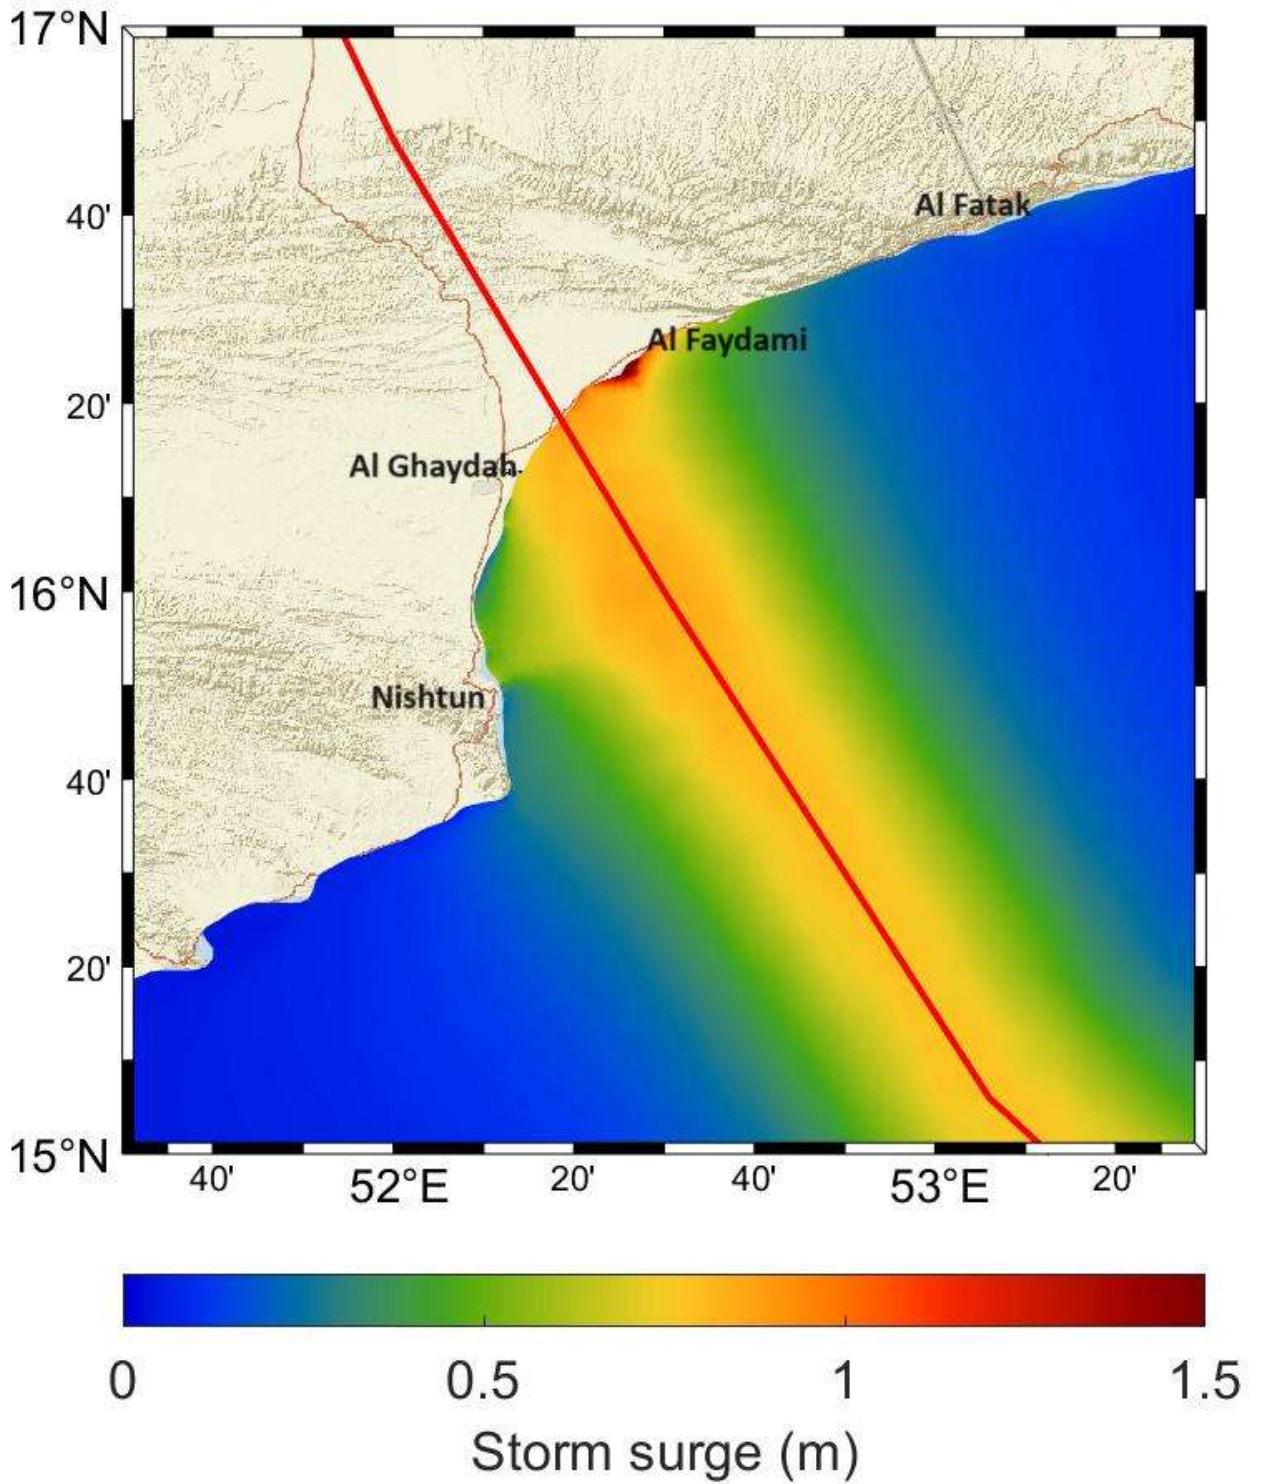 17°N
40'
Al Fatak
Al Faydami
20'
Al Ghaydah
16°N
Nishtun
40'
20'
15°N
40' 52°E 20' 40' 53°E 20'
0 0.5 1 1.5
Storm surge (m)